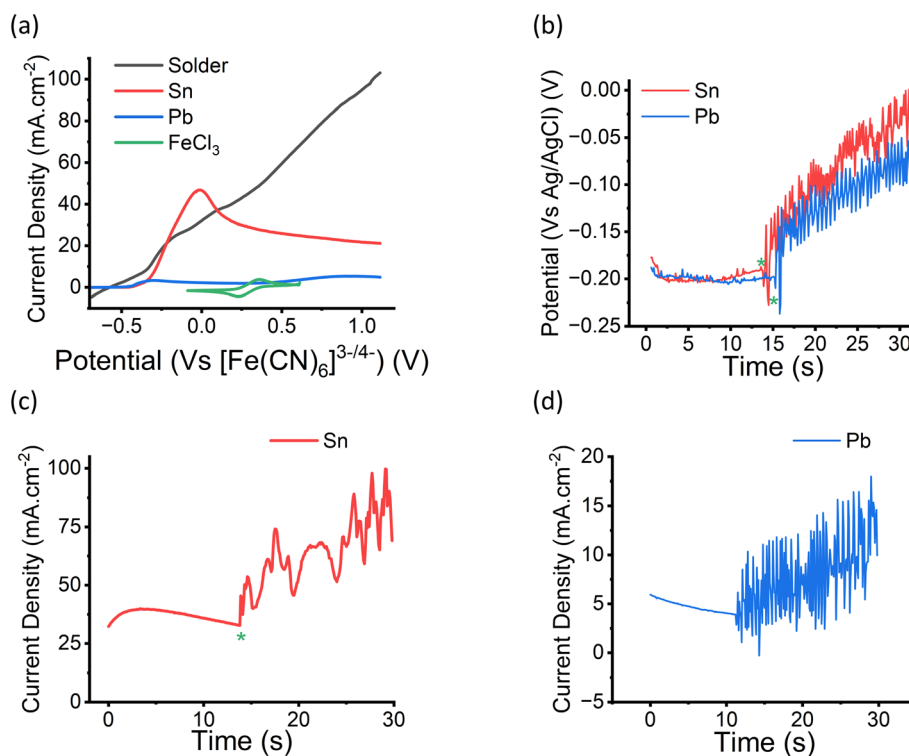 (a)
Solder
Sn
Pb
FeCl₃
Current Density (mA.cm⁻²)
100
80
60
40
20
0
−0.5
0.0
0.5
1.0
Potential (Vs [Fe(CN)₆]³⁻/⁴⁻) (V)
(b)
Sn
Pb
Potential (Vs Ag/AgCl) (V)
0.00
−0.05
−0.10
−0.15
−0.20
−0.25
*
*
0
5
10
15
20
25
30
Time (s)
(c)
Sn
Current Density (mA.cm⁻²)
100
75
50
25
0
*
0
10
20
30
Time (s)
(d)
Pb
Current Density (mA.cm⁻²)
20
15
10
5
0
−5
0
10
20
30
Time (s)